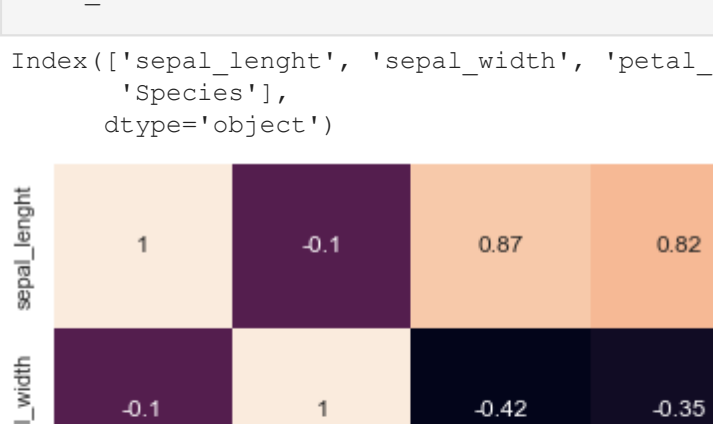 Index(['sepal_lenght', 'sepal_width', 'petal_
'Species'],
dtype='object')
sepal_lenght
1 -0.1 0.87 0.82
l_width
-0.1 1 -0.42 -0.35